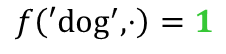 f('dog',·) = 1